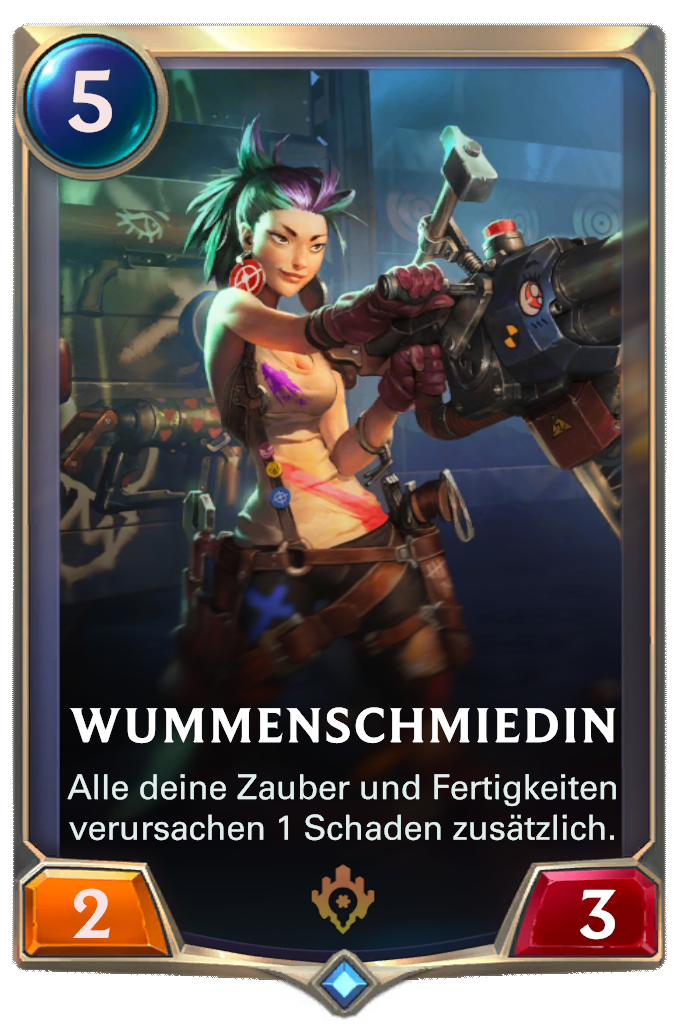 5
WUMMENSCHMIEDIN
Alle deine Zauber und Fertigkeiten
verursachen 1 Schaden zusätzlich.
2
3